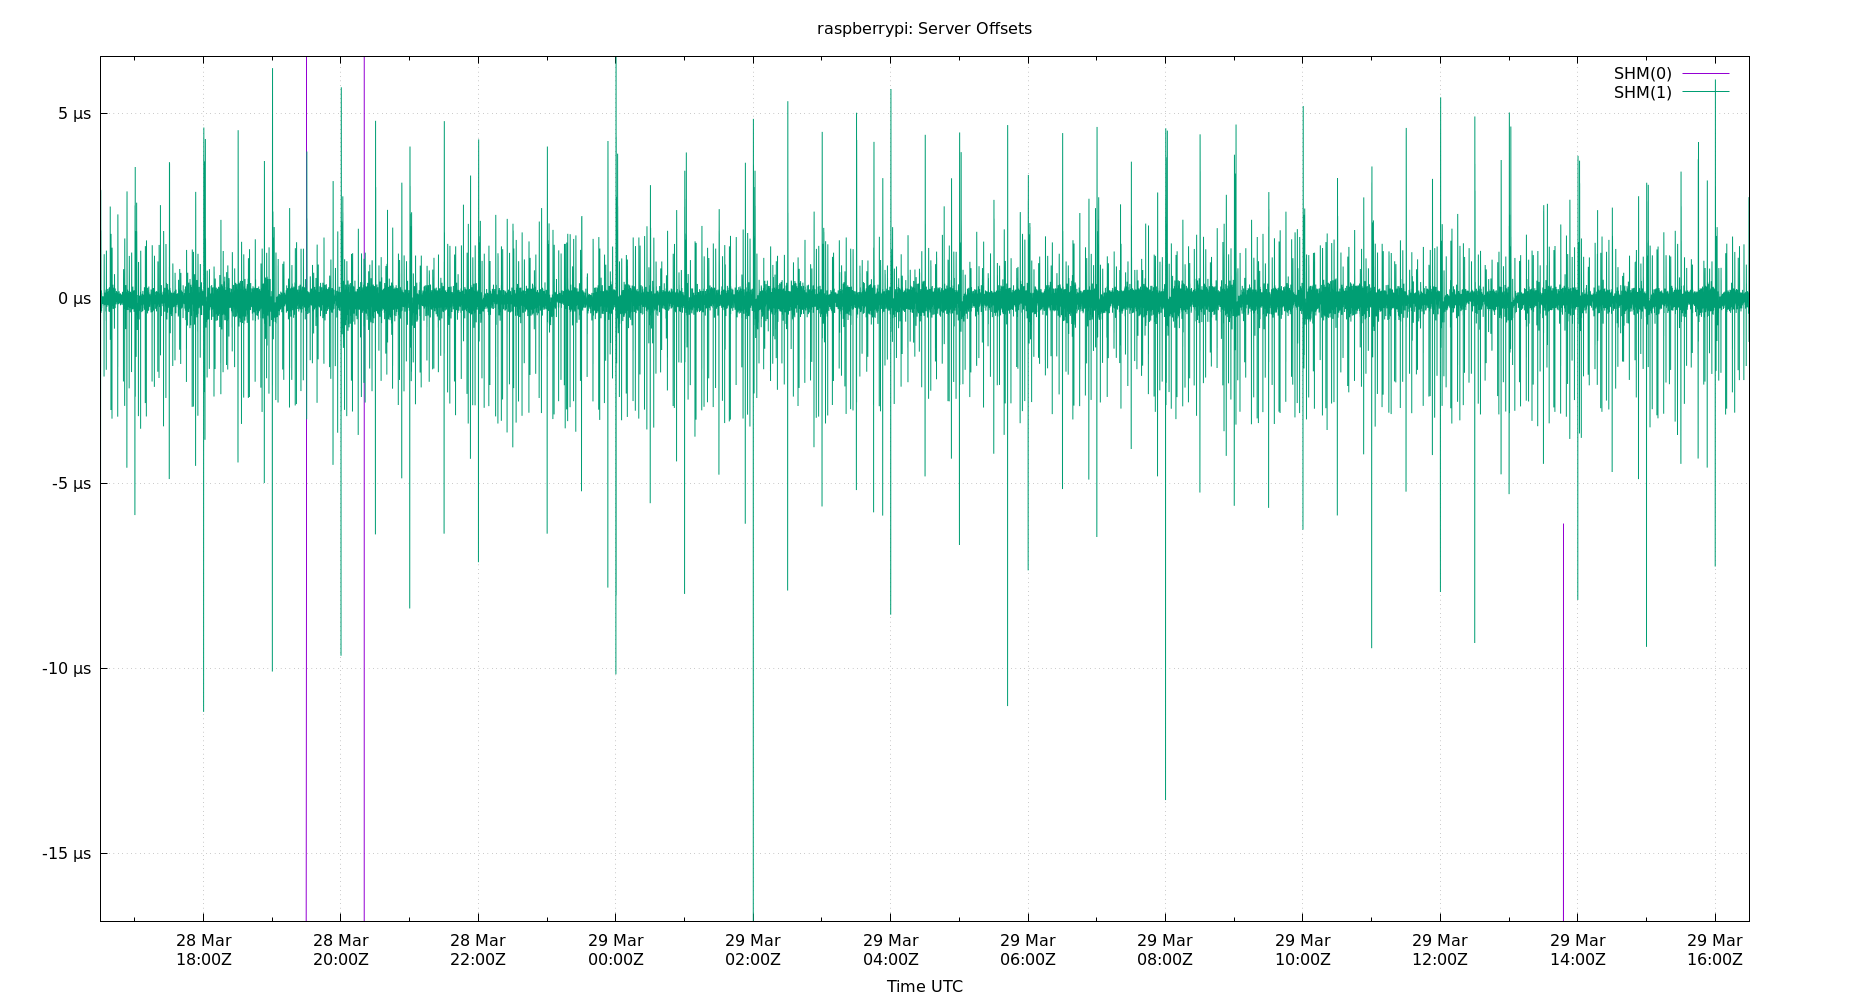 raspberrypi: Server Offsets
SHM(0)
SHM(1)
5 µs
0 µs
-5 µs
-10 µs
-15 µs
28 Mar 28 Mar 28 Mar 29 Mar 29 Mar 29 Mar 29 Mar 29 Mar 29 Mar 29 Mar 29 Mar 29 Mar
18:00Z 20:00Z 22:00Z 00:00Z 02:00Z 04:00Z 06:00Z 08:00Z 10:00Z 12:00Z 14:00Z 16:00Z
Time UTC